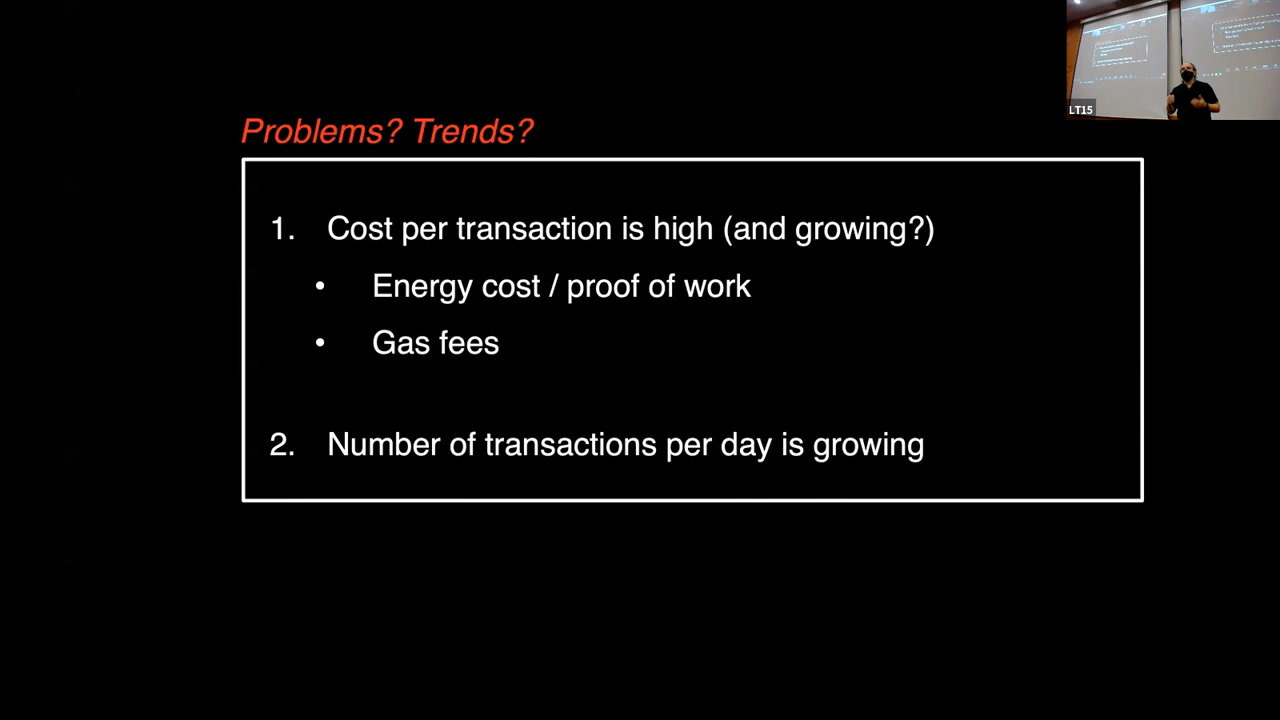 LT15
Problems? Trends?
1. Cost per transaction is high (and growing?)
• Energy cost / proof of work
• Gas fees
2. Number of transactions per day is growing